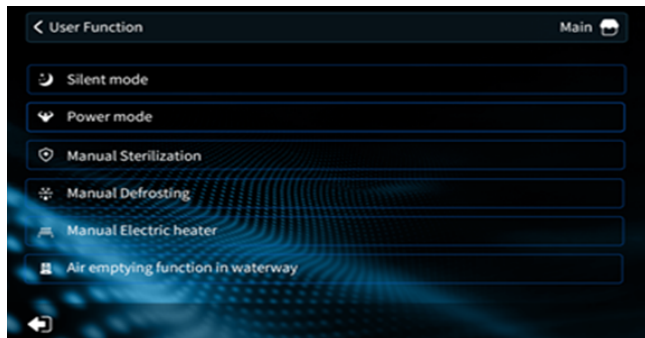 User Function
Main
Silent mode
Power mode
Manual Sterilization
Manual Defrosting
Manual Electric heater
Air emptying function in waterway